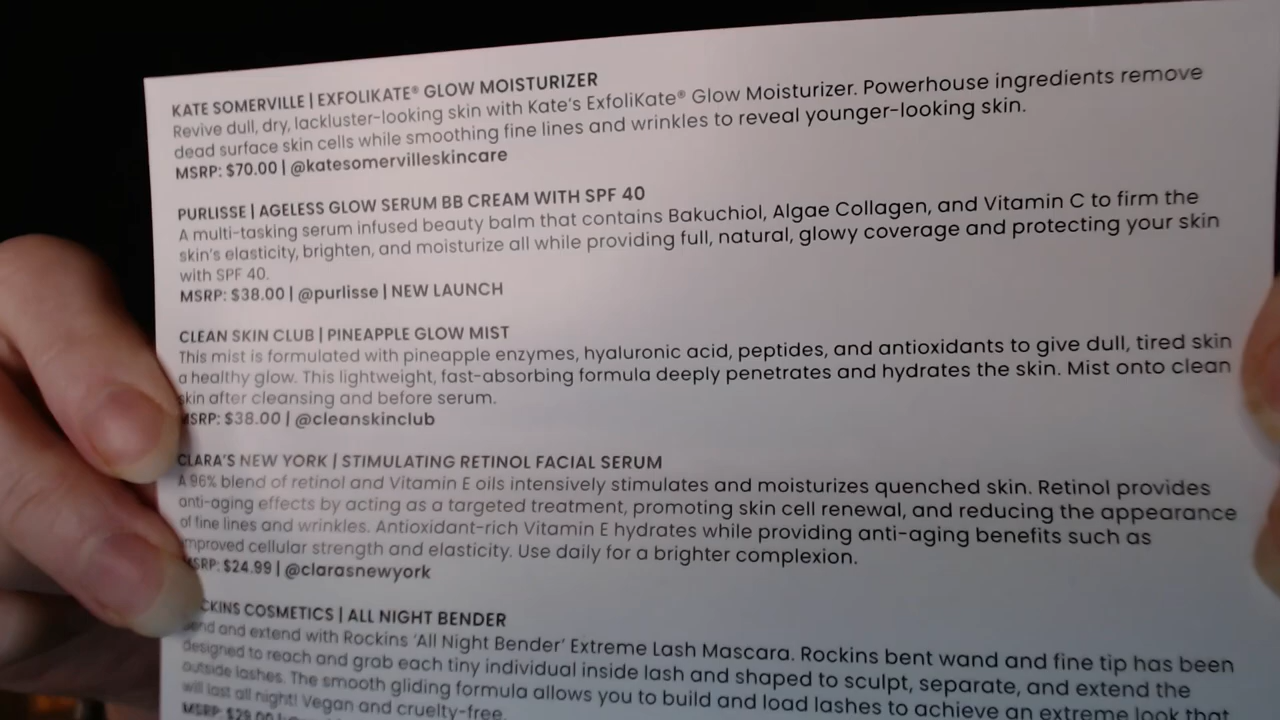 KATE SOMERVILLE | EXFOLIKATE® GLOW MOISTURIZER
Revive dull, dry, lackluster-looking skin with Kate's ExfoliKate® Glow Moisturizer. Powerhouse ingredients remove
dead surface skin cells while smoothing fine lines and wrinkles to reveal younger-looking skin.
MSRP: $70.00 | @katesomervilleskincare
PURLISSE | AGELESS GLOW SERUM BB CREAM WITH SPF 40
A multi-tasking serum infused beauty balm that contains Bakuchiol, Algae Collagen, and Vitamin C to firm the
skin's elasticity, brighten, and moisturize all while providing full, natural, glowy coverage and protecting your skin
with SPF 40.
MSRP: $38.00 | @purlisse | NEW LAUNCH
CLEAN SKIN CLUB | PINEAPPLE GLOW MIST
This mist is formulated with pineapple enzymes, hyaluronic acid, peptides, and antioxidants to give dull, tired skin
a healthy glow. This lightweight, fast-absorbing formula deeply penetrates and hydrates the skin. Mist onto clean
skin after cleansing and before serum.
MSRP: $38.00 | @cleanskinclub
CLARA'S NEW YORK | STIMULATING RETINOL FACIAL SERUM
A 96% blend of retinol and Vitamin E oils intensively stimulates and moisturizes quenched skin. Retinol provides
anti-aging effects by acting as a targeted treatment, promoting skin cell renewal, and reducing the appearance
of fine lines and wrinkles. Antioxidant-rich Vitamin E hydrates while providing anti-aging benefits such as
improved cellular strength and elasticity. Use daily for a brighter complexion.
MSRP: $24.99 | @clarasnewyork
ROCKINS COSMETICS | ALL NIGHT BENDER
Bend and extend with Rockins 'All Night Bender' Extreme Lash Mascara. Rockins bent wand and fine tip has been
designed to reach and grab each tiny individual inside lash and shaped to sculpt, separate, and extend the
outside lashes. The smooth gliding formula allows you to build and load lashes to achieve an extreme look that
will last all night! Vegan and cruelty-free.
MSRP: $29.00